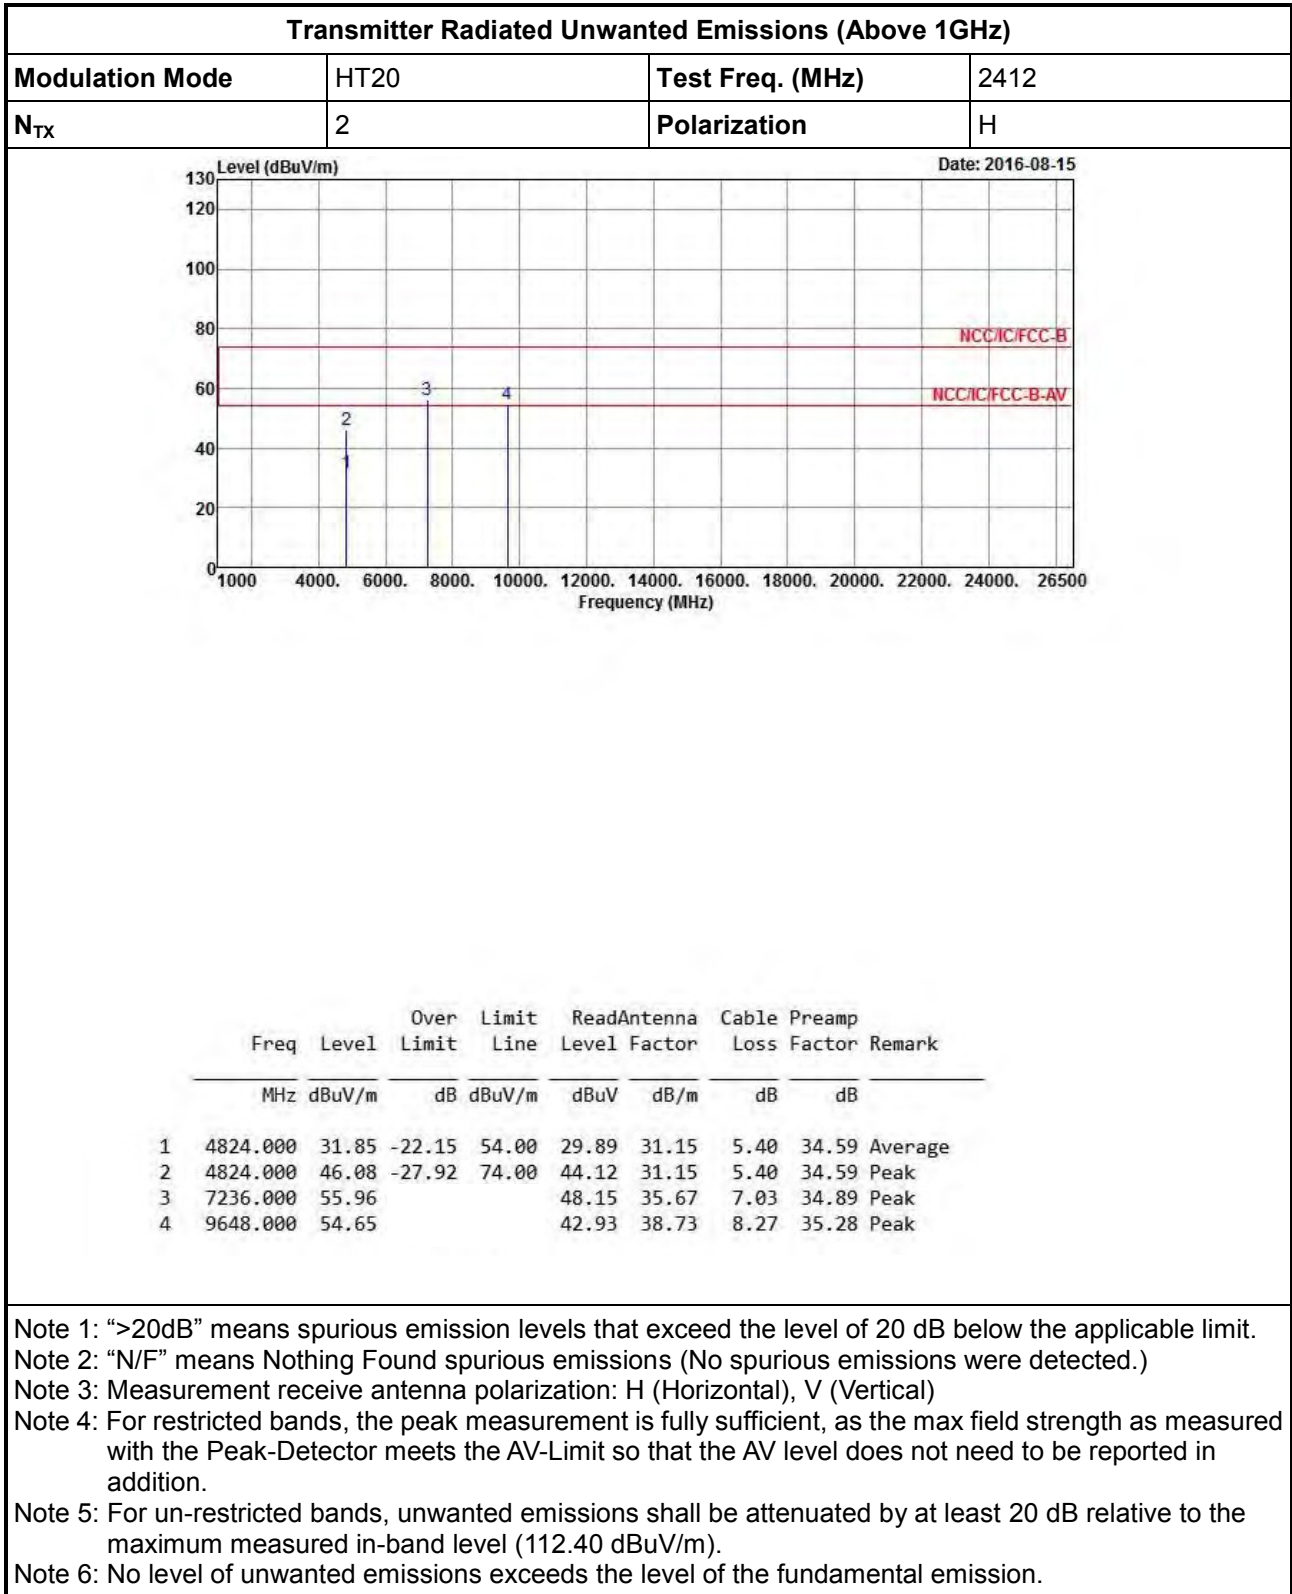 Transmitter Radiated Unwanted Emissions (Above 1GHz)
Modulation Mode HT20 Test Freq. (MHz) 2412
NTX 2 Polarization H
Level (dBuV/m) Date: 2016-08-15
130
120
100
80
NCC/IC/FCC-B
60
3
4
NCC/IC/FCC-B-AV
2
40
1
20
0
1000 4000. 6000. 8000. 10000. 12000. 14000. 16000. 18000. 20000. 22000. 24000. 26500
Frequency (MHz)
Over Limit ReadAntenna Cable Preamp
Freq Level Limit Line Level Factor Loss Factor Remark
MHz dBuV/m dB dBuV/m dBuV dB/m dB dB
1 4824.000 31.85 -22.15 54.00 29.89 31.15 5.40 34.59 Average
2 4824.000 46.08 -27.92 74.00 44.12 31.15 5.40 34.59 Peak
3 7236.000 55.96 48.15 35.67 7.03 34.89 Peak
4 9648.000 54.65 42.93 38.73 8.27 35.28 Peak
Note 1: “>20dB” means spurious emission levels that exceed the level of 20 dB below the applicable limit.
Note 2: “N/F” means Nothing Found spurious emissions (No spurious emissions were detected.)
Note 3: Measurement receive antenna polarization: H (Horizontal), V (Vertical)
Note 4: For restricted bands, the peak measurement is fully sufficient, as the max field strength as measured
with the Peak-Detector meets the AV-Limit so that the AV level does not need to be reported in
addition.
Note 5: For un-restricted bands, unwanted emissions shall be attenuated by at least 20 dB relative to the
maximum measured in-band level (112.40 dBuV/m).
Note 6: No level of unwanted emissions exceeds the level of the fundamental emission.